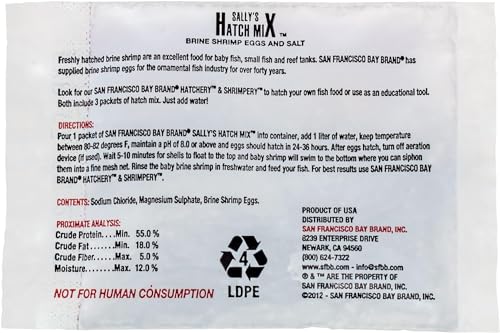 SALLY'S
HATCH MIX™
BRINE SHRIMP EGGS AND SALT
Freshly hatched brine shrimp are an excellent food for baby fish, small fish and reef tanks. SAN FRANCISCO BAY BRAND® has
supplied brine shrimp eggs for the ornamental fish industry for over forty years.
Look for our SAN FRANCISCO BAY BRAND® HATCHERY™ & SHRIMPERY™ to hatch your own fish food or use as an educational tool.
Both include 3 packets of hatch mix. Just add water!
DIRECTIONS:
Pour 1 packet of SAN FRANCISCO BAY BRAND® SALLY'S HATCH MIX™ into container, add 1 liter of water, keep temperature
between 80-82 degrees F, maintain a pH of 8.0 or above and eggs should hatch in 24-36 hours. After eggs hatch, turn off aeration
device (if used). Wait 5-10 minutes for shells to float to the top and baby shrimp will swim to the bottom where you can siphon
them into a fine mesh net. Rinse the baby brine shrimp in freshwater and feed your fish. For best results use SAN FRANCISCO BAY
BRAND® HATCHERY™ & SHRIMPERY™.
CONTENTS: Sodium Chloride, Magnesium Sulphate, Brine Shrimp Eggs.
PROXIMATE ANALYSIS:
Crude Protein....Min. 55.0 %
Crude Fat.......Min. 18.0 %
Crude Fiber.....Max. 5.0 %
Moisture........Max. 12.0 %
NOT FOR HUMAN CONSUMPTION
4
LDPE
PRODUCT OF USA
DISTRIBUTED BY
SAN FRANCISCO BAY BRAND, INC.
8239 ENTERPRISE DRIVE
NEWARK, CA 94560
(800) 624-7322
www.sfbb.com - info@sfbb.com
® & ™ ARE THE PROPERTY OF
SAN FRANCISCO BAY BRAND, INC.
©2012 - SAN FRANCISCO BAY BRAND, INC.